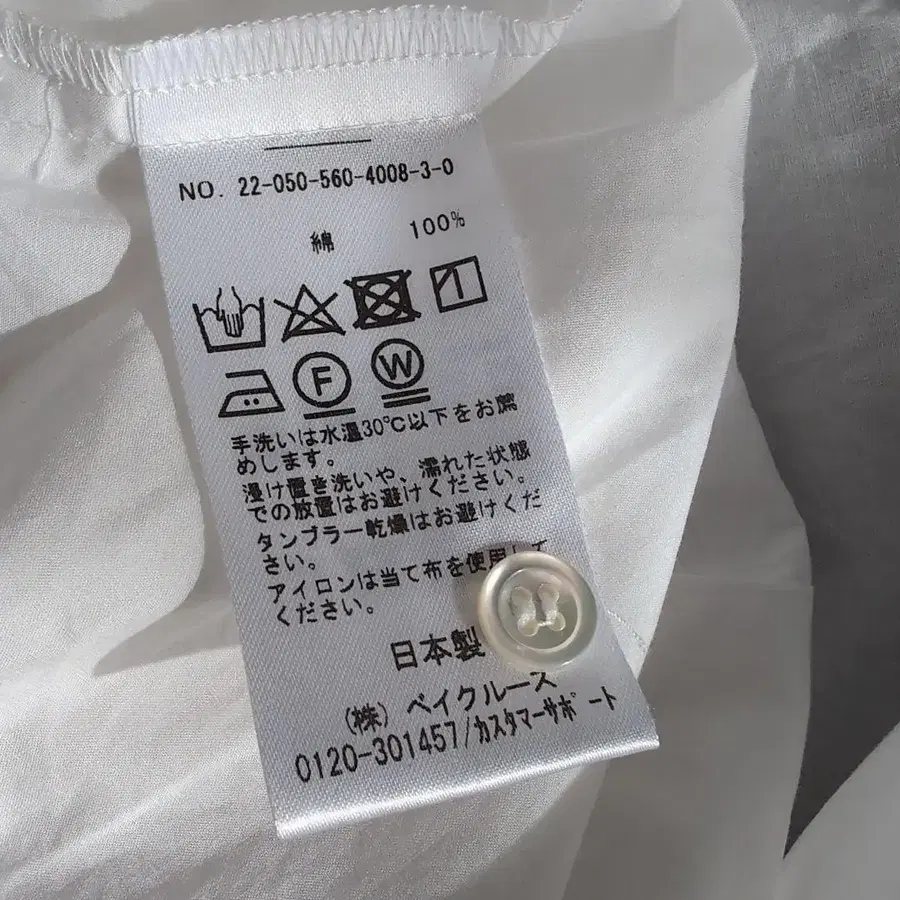 NO. 22-050-560-4008-3-0
綿 100%
F W
手洗いは水温30℃以下をお薦
めします。
浸け置き洗いや、濡れた状態
での放置はお避けください。
タンブラー乾燥はお避けくだ
さい。
アイロンは当て布を使用して
ください。
日本製
(株) ベイクルーズ
0120-301457/カスタマーサポート